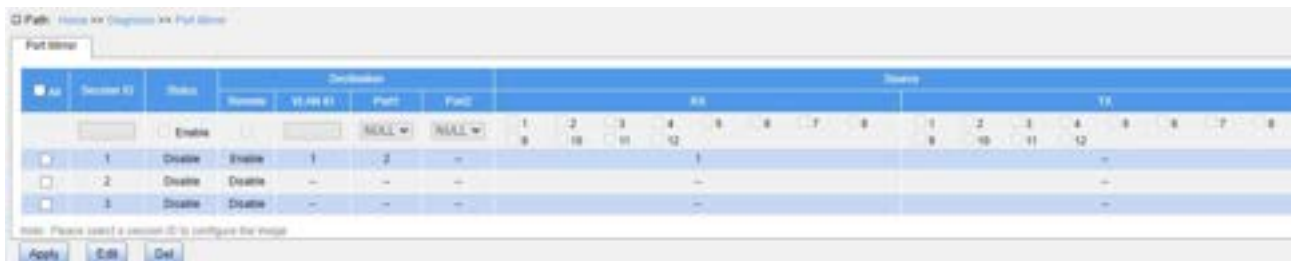 Path Home >> Diagnosis >> Port Mirror
Port Mirror
All Session ID Status Destination Source
Remote VLAN ID Port1 Port2 RX TX
Enable NULL NULL 1 2 3 4 5 6 7 8 1 2 3 4 5 6 7 8
9 10 11 12 9 10 11 12
1 Disable Enable 1 2 -- 1 --
2 Disable Disable -- -- -- -- --
3 Disable Disable -- -- -- -- --
Note: Please select a session ID to configure the image
Apply Edit Del